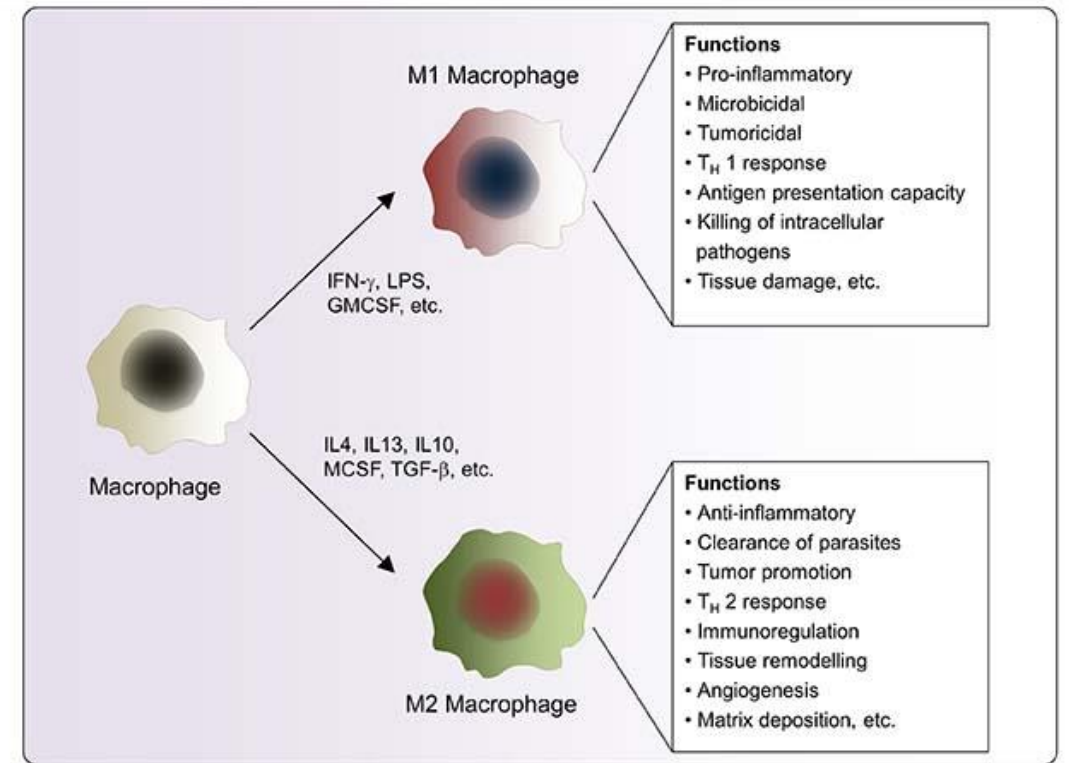 M1 Macrophage
IFN-γ, LPS,
GMCSF, etc.
Functions
• Pro-inflammatory
• Microbicidal
• Tumoricidal
• TH 1 response
• Antigen presentation capacity
• Killing of intracellular
pathogens
• Tissue damage, etc.
Macrophage
IL4, IL13, IL10,
MCSF, TGF-β, etc.
M2 Macrophage
Functions
• Anti-inflammatory
• Clearance of parasites
• Tumor promotion
• TH 2 response
• Immunoregulation
• Tissue remodelling
• Angiogenesis
• Matrix deposition, etc.